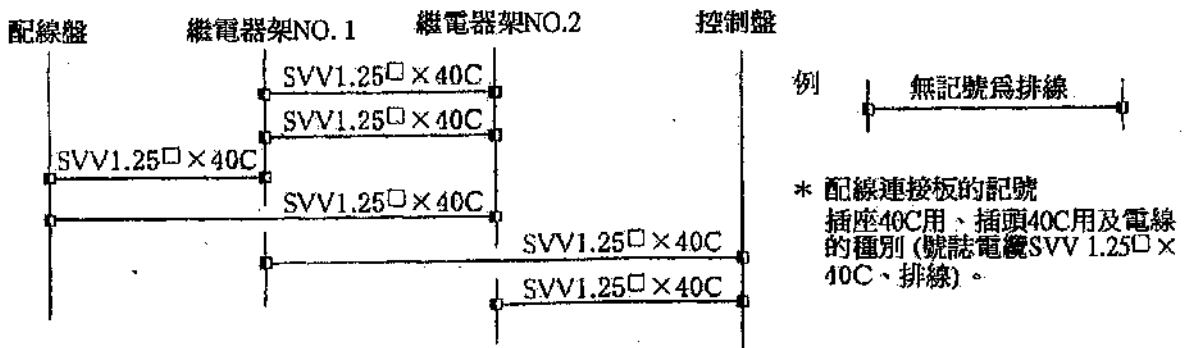 配線盤
繼電器架NO. 1
繼電器架NO.2
控制盤
SVV1.25□×40C
SVV1.25□×40C
SVV1.25□×40C
SVV1.25□×40C
SVV1.25□×40C
SVV1.25□×40C
例
無記號爲排線
* 配線連接板的記號
插座40C用、插頭40C用及電線
的種別 (號誌電纜SVV 1.25□×
40C、排線)。